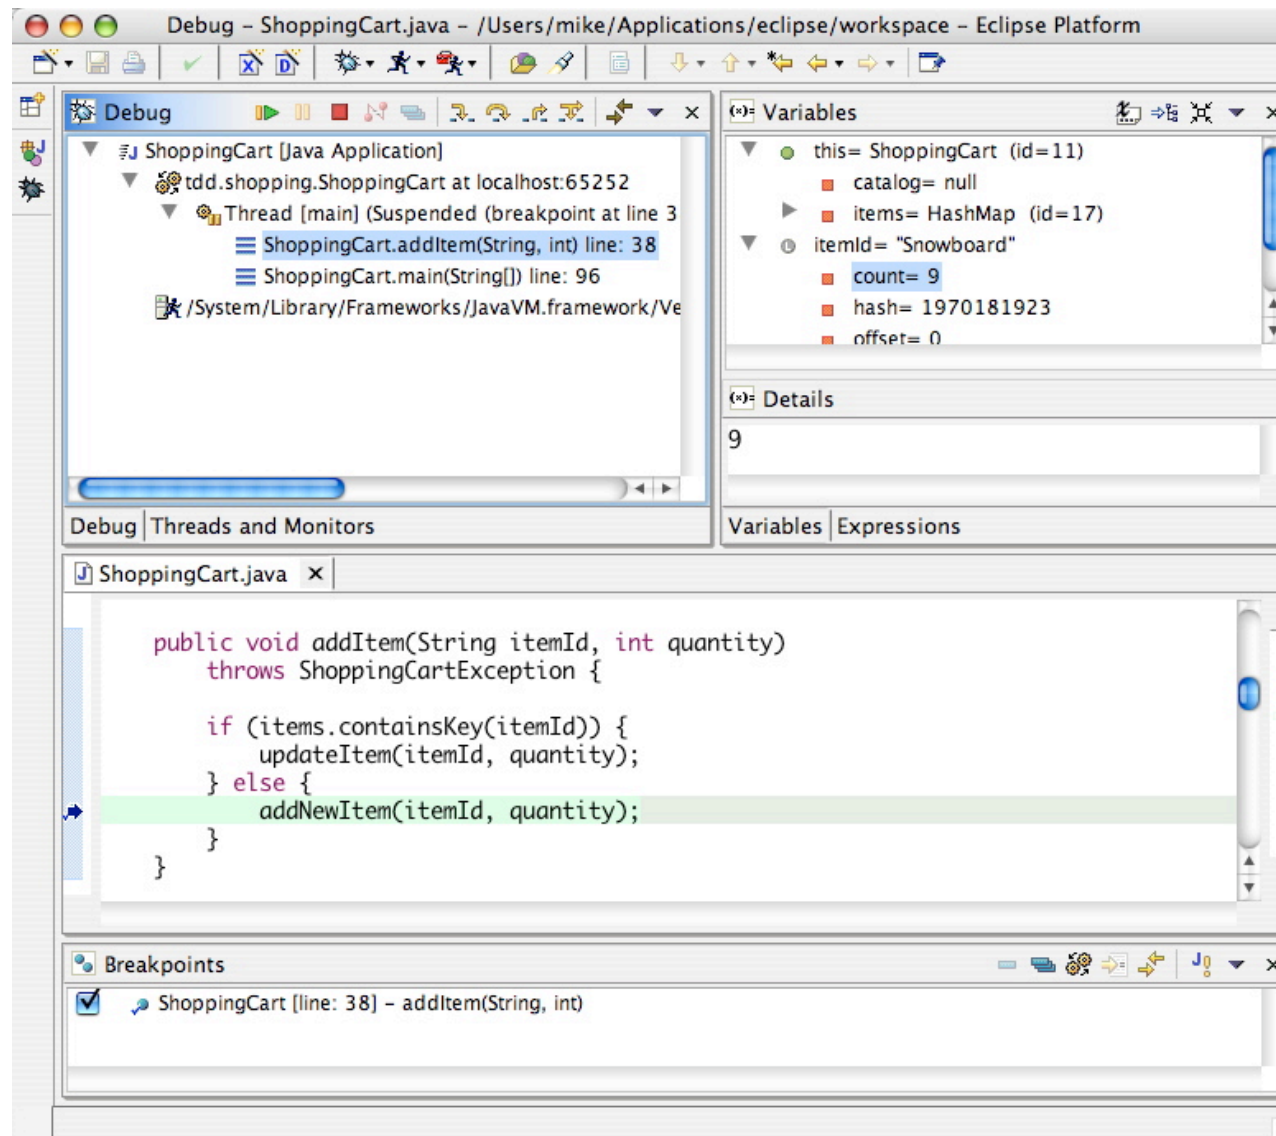 Debug – ShoppingCart.java – /Users/mike/Applications/eclipse/workspace – Eclipse Platform
Debug
ShoppingCart [Java Application]
tdd.shopping.ShoppingCart at localhost:65252
Thread [main] (Suspended (breakpoint at line 3
ShoppingCart.addItem(String, int) line: 38
ShoppingCart.main(String[]) line: 96
/System/Library/Frameworks/JavaVM.framework/Ve
Debug
Threads and Monitors
(x)= Variables
this= ShoppingCart (id=11)
catalog= null
items= HashMap (id=17)
itemId= "Snowboard"
count= 9
hash= 1970181923
offset= 0
(x)= Details
9
Variables
Expressions
ShoppingCart.java
public void addItem(String itemId, int quantity)
throws ShoppingCartException {
if (items.containsKey(itemId)) {
updateItem(itemId, quantity);
} else {
addNewItem(itemId, quantity);
}
}
Breakpoints
ShoppingCart [line: 38] – addItem(String, int)